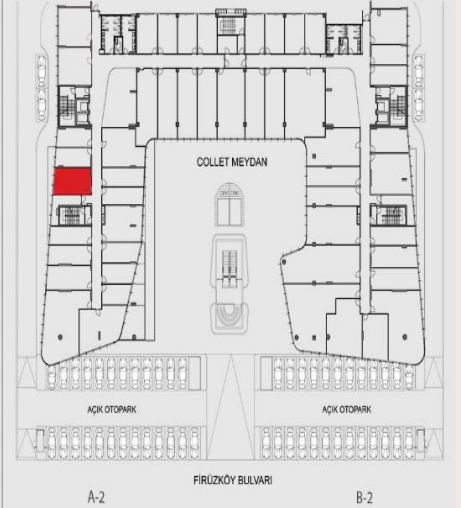 COLLET MEYDAN
AÇIK OTOPARK
AÇIK OTOPARK
FİRÜZKÖY BULVARI
A-2
B-2